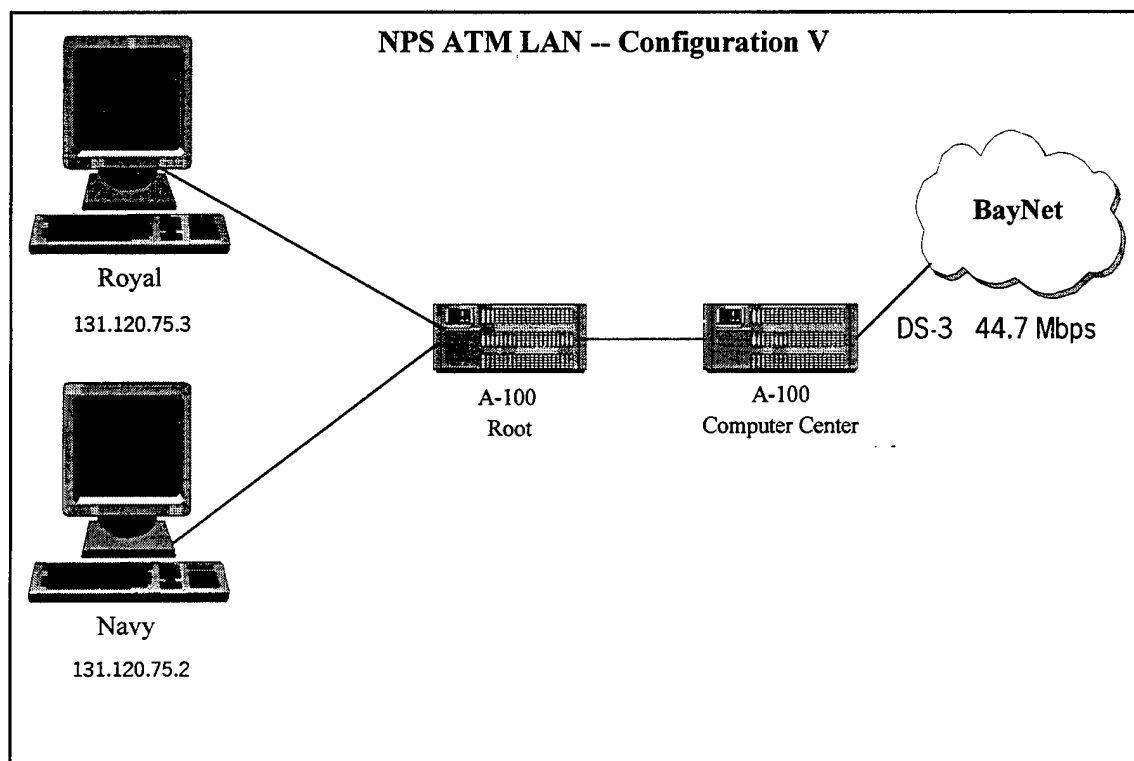 NPS ATM LAN -- Configuration V
Royal
131.120.75.3
BayNet
DS-3 44.7 Mbps
A-100
Root
A-100
Computer Center
Navy
131.120.75.2